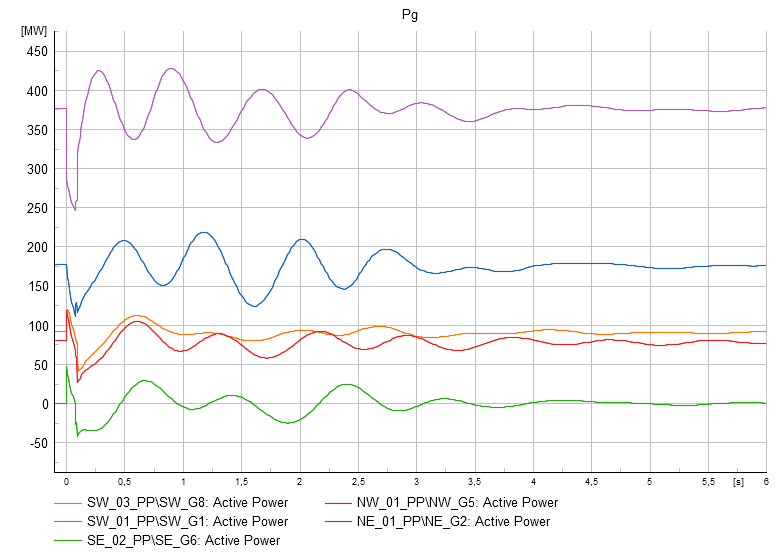 Pg
[MW]
450
400
350
300
250
200
150
100
50
0
-50
0 0,5 1 1,5 2 2,5 3 3,5 4 4,5 5 5,5 [s] 6
SW_03_PP\SW_G8: Active Power NW_01_PP\NW_G5: Active Power
SW_01_PP\SW_G1: Active Power NE_01_PP\NE_G2: Active Power
SE_02_PP\SE_G6: Active Power